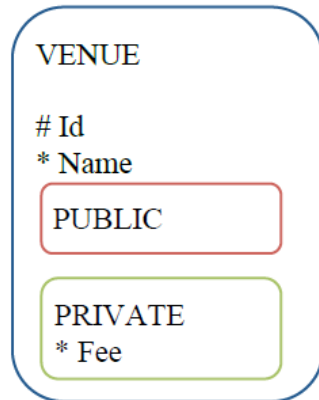 VENUE
# Id
* Name
PUBLIC
PRIVATE
* Fee